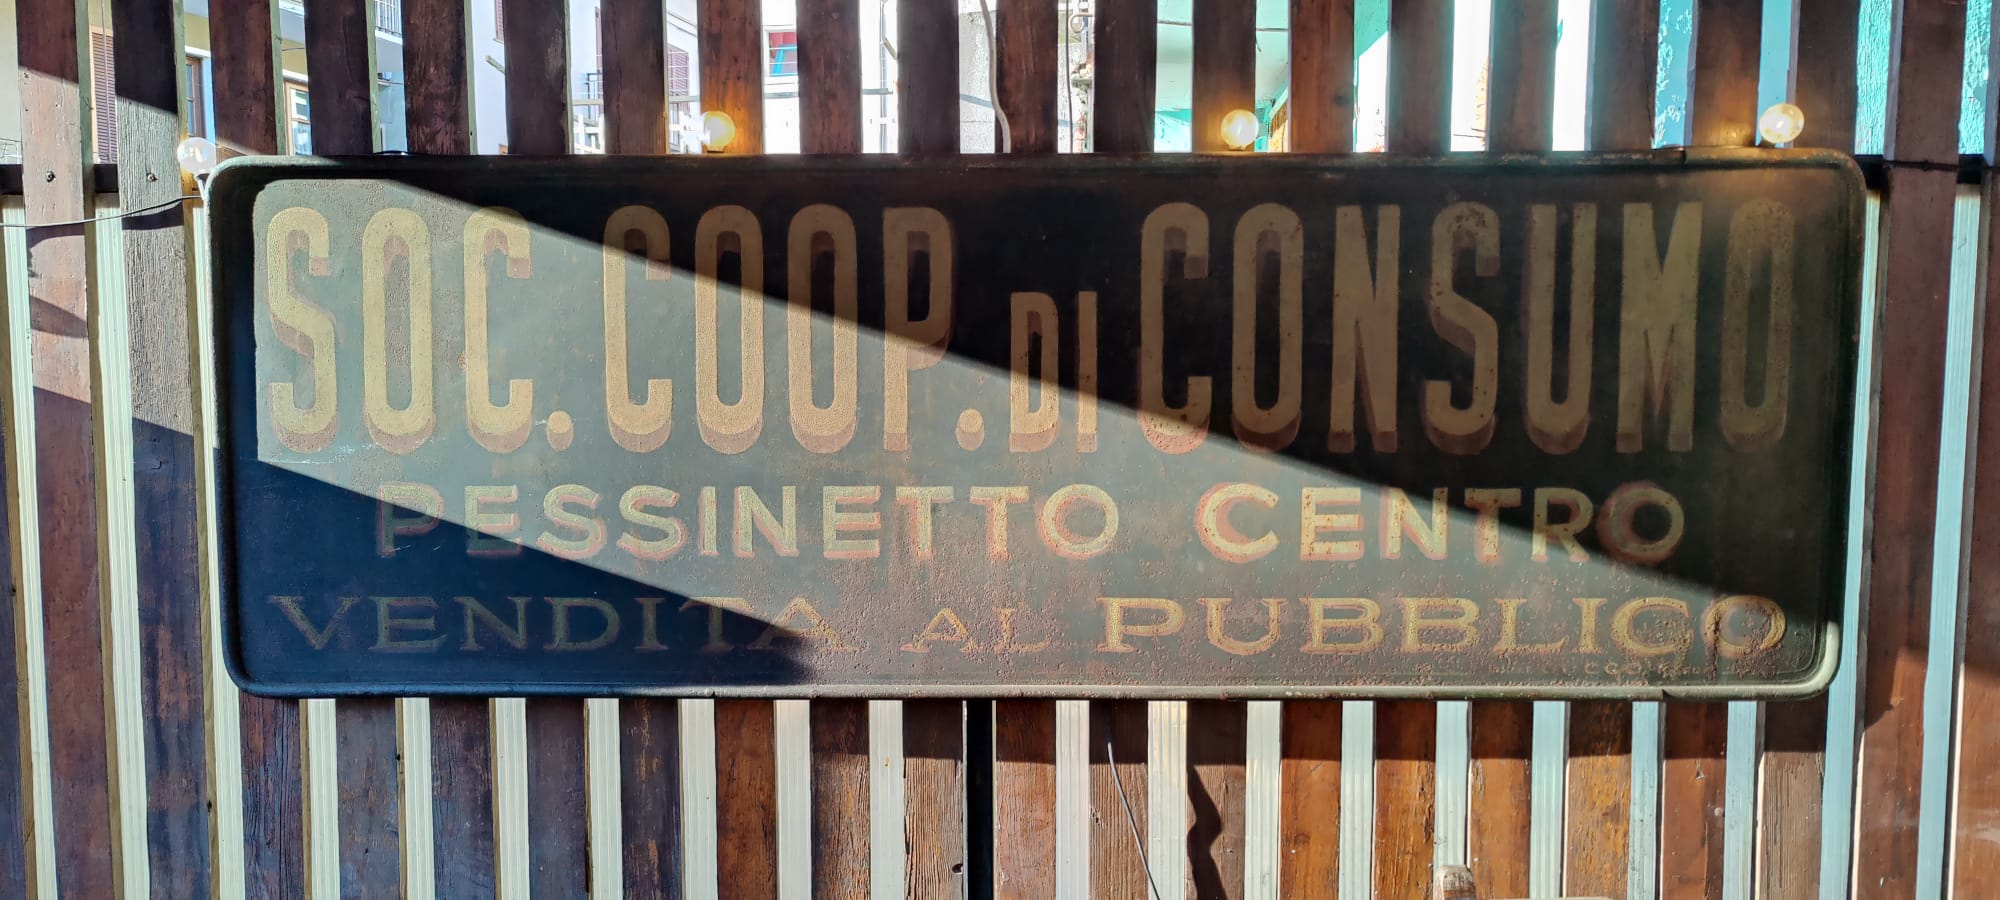 SOC. COOP. DI CONSUMO
PESSINETTO CENTRO
VENDITA AL PUBBLICO